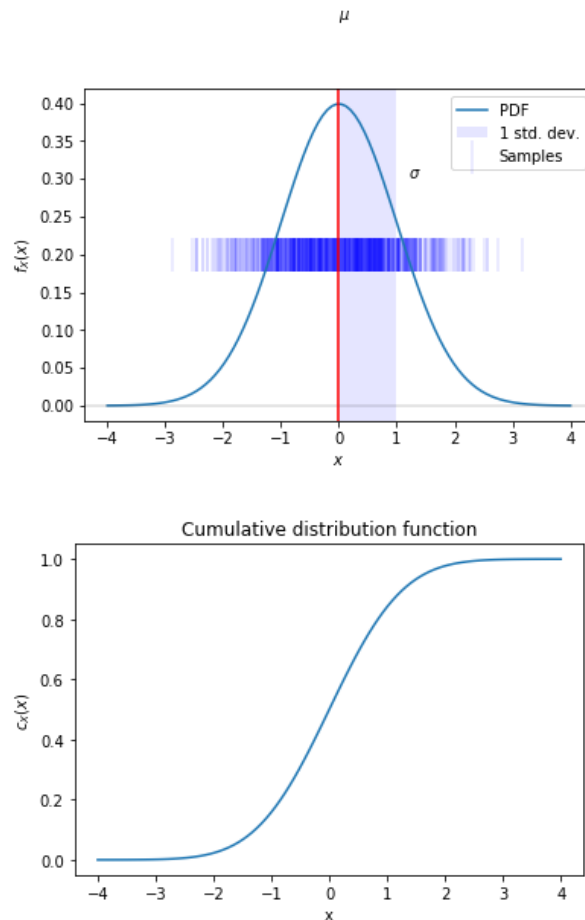 μ
PDF
1 std. dev.
Samples
σ
0.40
0.35
0.30
0.25
0.20
0.15
0.10
0.05
0.00
f_X(x)
−4 −3 −2 −1 0 1 2 3 4
x
Cumulative distribution function
1.0
0.8
0.6
0.4
0.2
0.0
c_X(x)
−4 −3 −2 −1 0 1 2 3 4
x